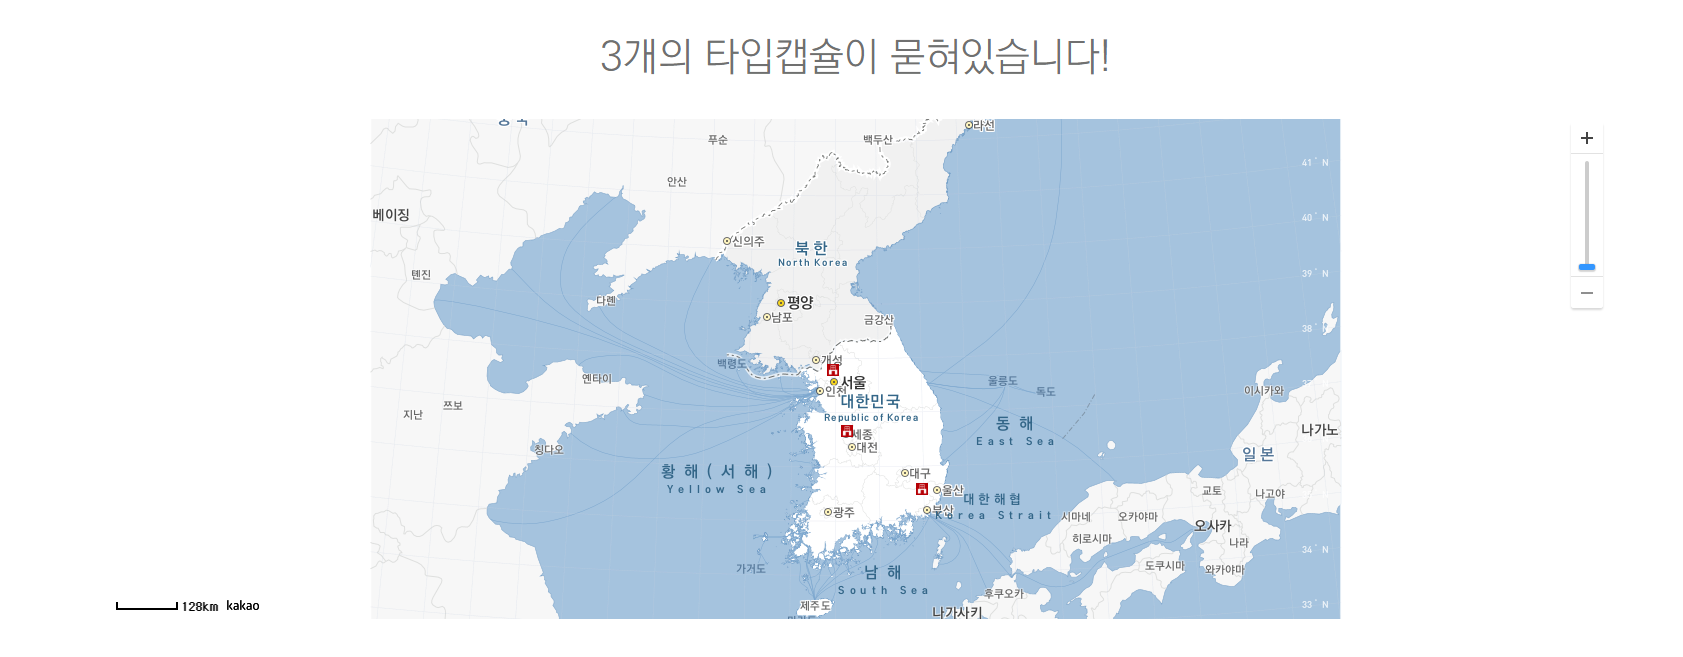 3개의 타입캡슐이 묻혀있습니다!
라선
푸순
백두산
41° N
안산
베이징
40° N
신의주
북한
North Korea
톈진
39° N
다롄
평양
남포
금강산
38° N
개성
백령도
옌타이
서울
울릉도
인천
독도
이시카와
대한민국
Republic of Korea
쯔보
지난
동해
East Sea
나가노
세종
대전
칭다오
일본
황해(서해)
Yellow Sea
대구
울산
대한해협
Korea Strait
부산
광주
교토
나고야
시마네
오카야마
오사카
히로시마
나라
34° N
남해
South Sea
가거도
도쿠시마
와카야마
후쿠오카
제주도
나가사키
33° N
128km kakao
+
−